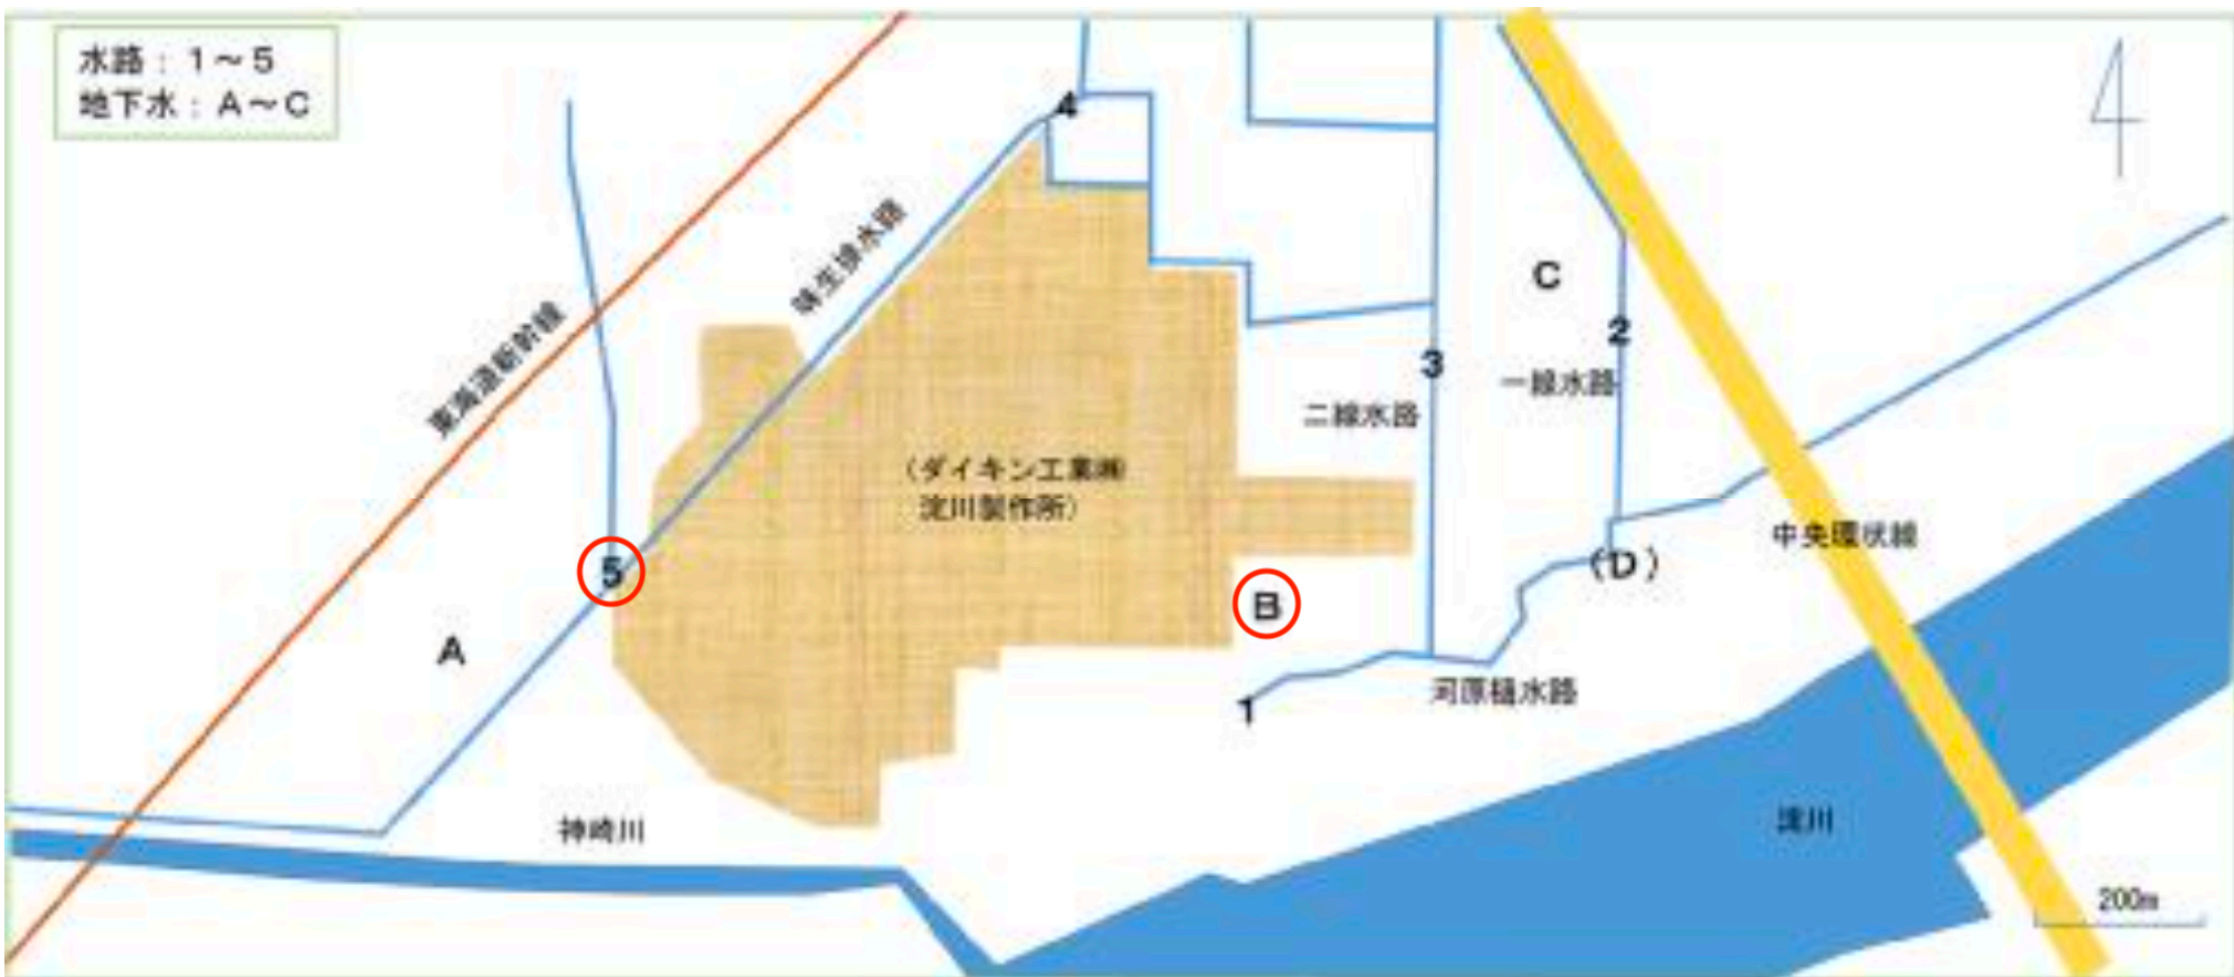 水路：1～5
地下水：A～C
4
味生排水路
東海道新幹線
C
2
3
一線水路
二線水路
（ダイキン工業㈱
淀川製作所）
5
中央環状線
（D）
B
A
河原樋水路
1
神崎川
淀川
200m